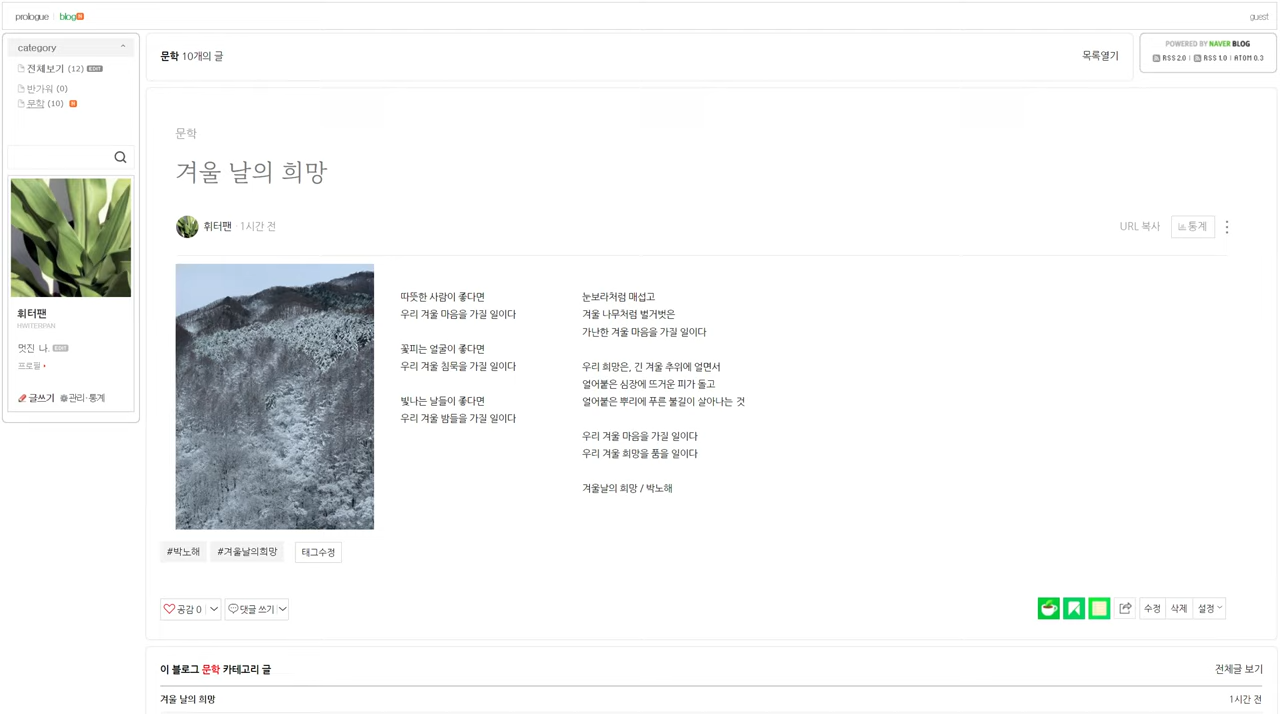 prologue | blog N
guest
category
전체보기 (12) EDIT
반가워 (0)
문학 (10) N
휘터팬
HWITERPAN
멋진 나. EDIT
프로필
글쓰기 관리·통계
문학 10개의 글
목록열기
POWERED BY NAVER BLOG
RSS 2.0 | RSS 1.0 | ATOM 0.3
문학
겨울 날의 희망
휘터팬 · 1시간 전
URL 복사 통계
따뜻한 사람이 좋다면
우리 겨울 마음을 가질 일이다
꽃피는 얼굴이 좋다면
우리 겨울 침묵을 가질 일이다
빛나는 날들이 좋다면
우리 겨울 밤들을 가질 일이다
눈보라처럼 매섭고
겨울 나무처럼 벌거벗은
가난한 겨울 마음을 가질 일이다
우리 희망은, 긴 겨울 추위에 얼면서
얼어붙은 심장에 뜨거운 피가 돌고
얼어붙은 뿌리에 푸른 불길이 살아나는 것
우리 겨울 마음을 가질 일이다
우리 겨울 희망을 품을 일이다
겨울날의 희망 / 박노해
#박노해 #겨울날의희망 태그수정
공감 0 댓글 쓰기
수정 삭제 설정
이 블로그 문학 카테고리 글
전체글 보기
겨울 날의 희망
1시간 전